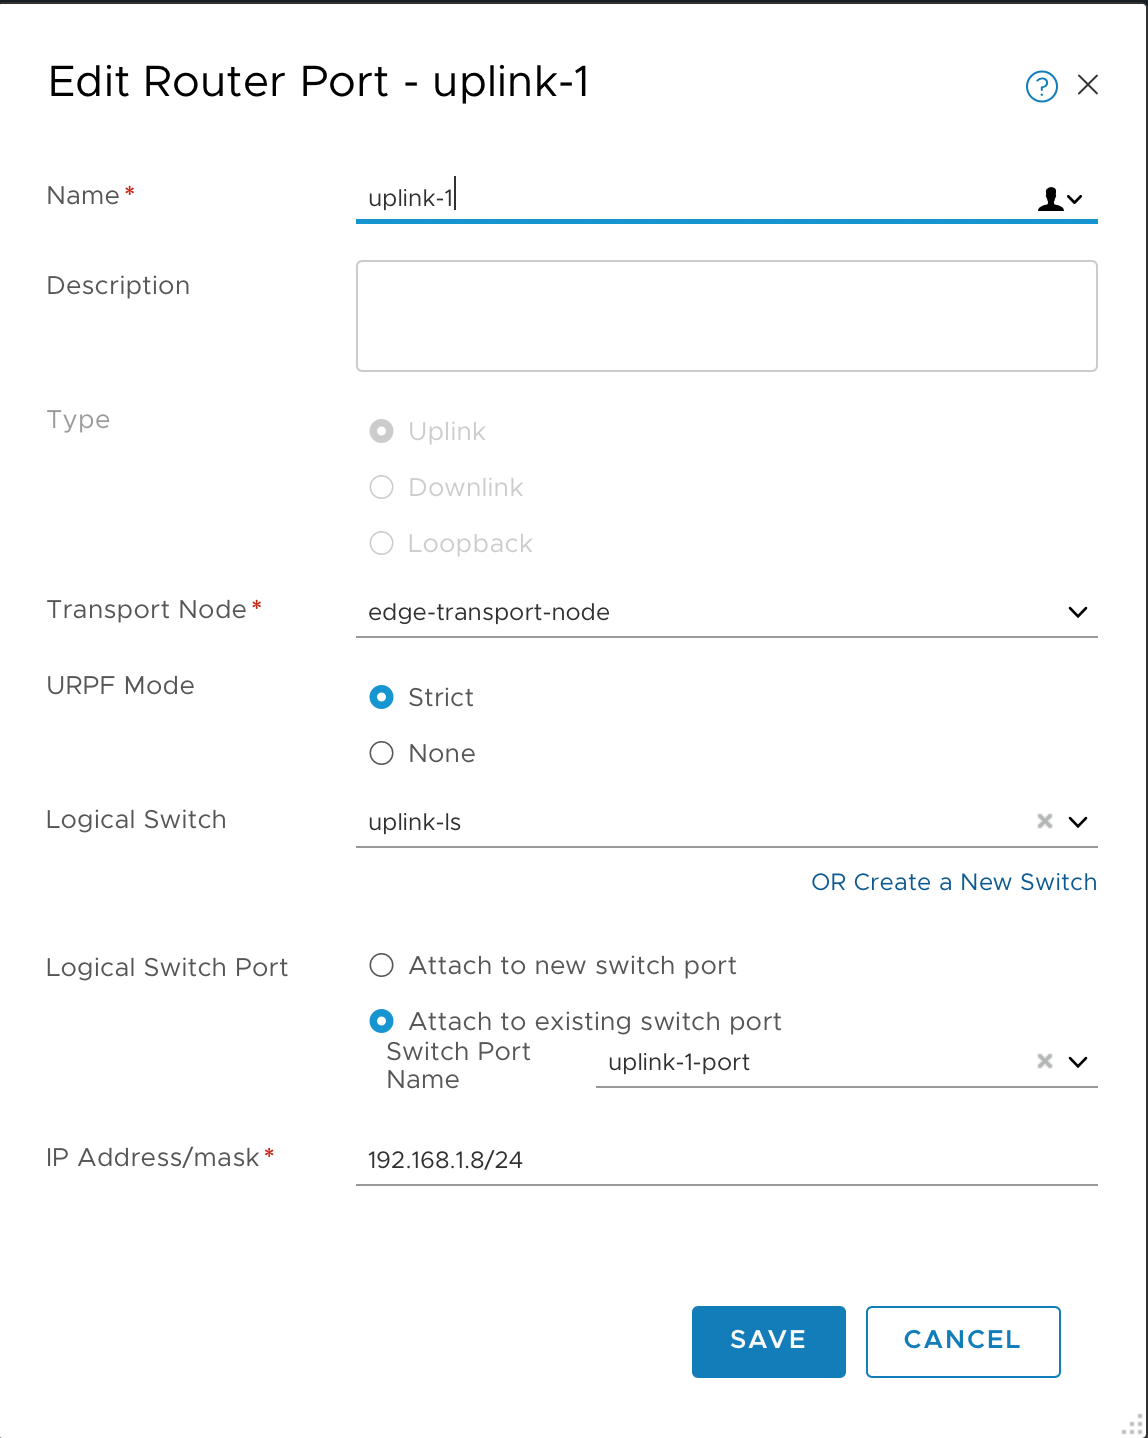 Edit Router Port - uplink-1
?
Name*
uplink-1
Description
Type
Uplink
Downlink
Loopback
Transport Node*
edge-transport-node
URPF Mode
Strict
None
Logical Switch
uplink-ls
OR Create a New Switch
Logical Switch Port
Attach to new switch port
Attach to existing switch port
Switch Port
Name
uplink-1-port
IP Address/mask*
192.168.1.8/24
SAVE
CANCEL